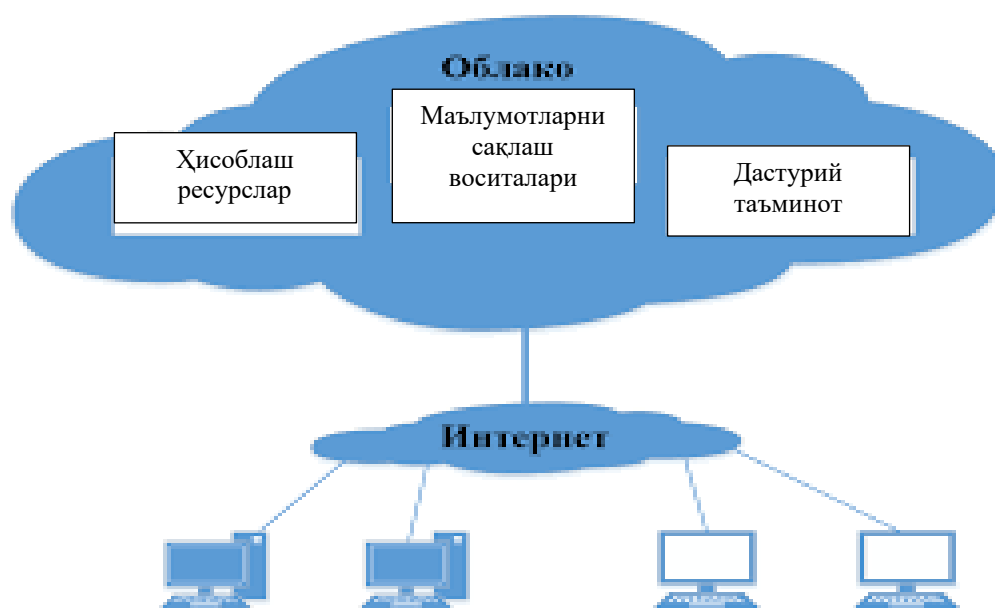 Облако
Ҳисоблаш
ресурслар
Маълумотларни
сақлаш
воситалари
Дастурий
таъминот
Интернет